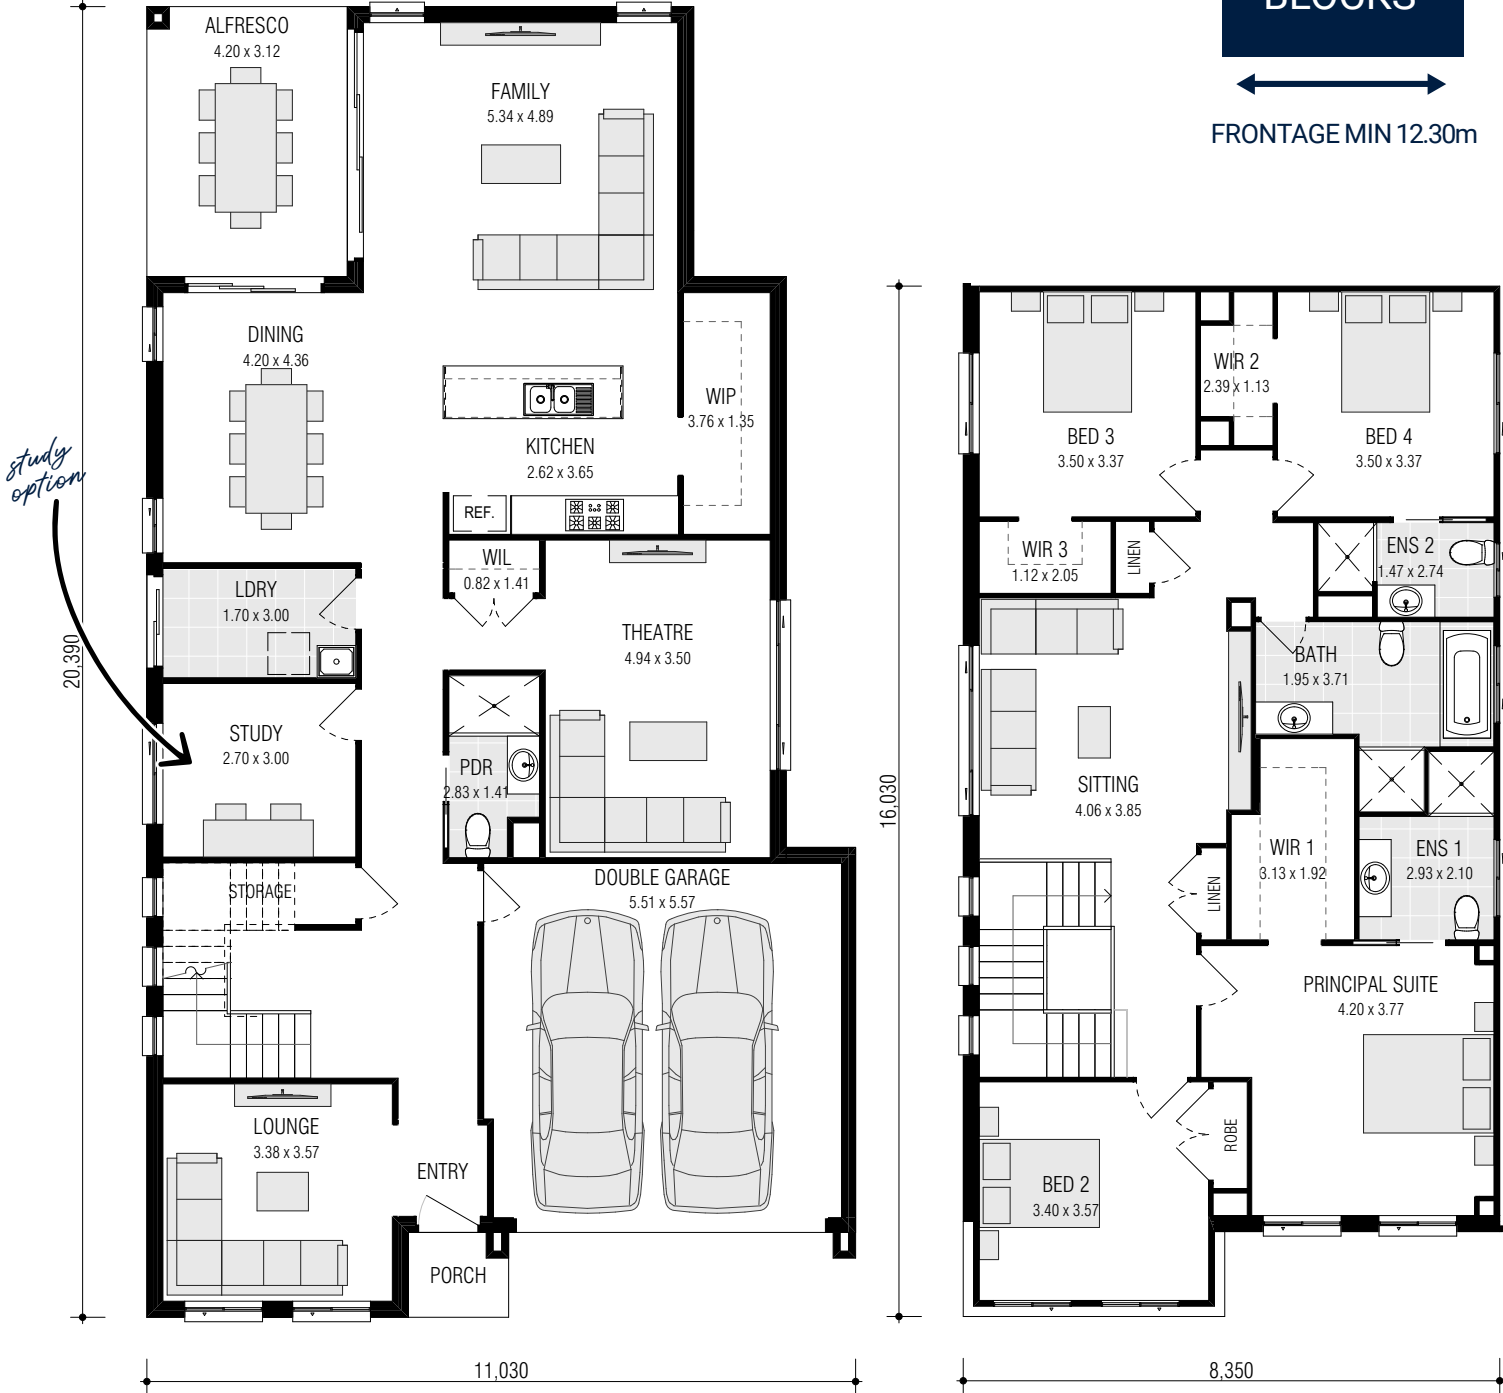 BLOCKS
FRONTAGE MIN 12.30m
ALFRESCO
4.20 x 3.12
FAMILY
5.34 x 4.89
DINING
4.20 x 4.36
WIP
3.76 x 1.35
KITCHEN
2.62 x 3.65
REF.
study
option
WIL
0.82 x 1.41
LDRY
1.70 x 3.00
THEATRE
4.94 x 3.50
20,390
STUDY
2.70 x 3.00
PDR
2.83 x 1.41
STORAGE
DOUBLE GARAGE
5.51 x 5.57
LOUNGE
3.38 x 3.57
ENTRY
PORCH
11,030
WIR 2
2.39 x 1.13
BED 3
3.50 x 3.37
BED 4
3.50 x 3.37
WIR 3
1.12 x 2.05
LINEN
ENS 2
1.47 x 2.74
BATH
1.95 x 3.71
SITTING
4.06 x 3.85
16,030
WIR 1
3.13 x 1.92
ENS 1
2.93 x 2.10
LINEN
PRINCIPAL SUITE
4.20 x 3.77
ROBE
BED 2
3.40 x 3.57
8,350